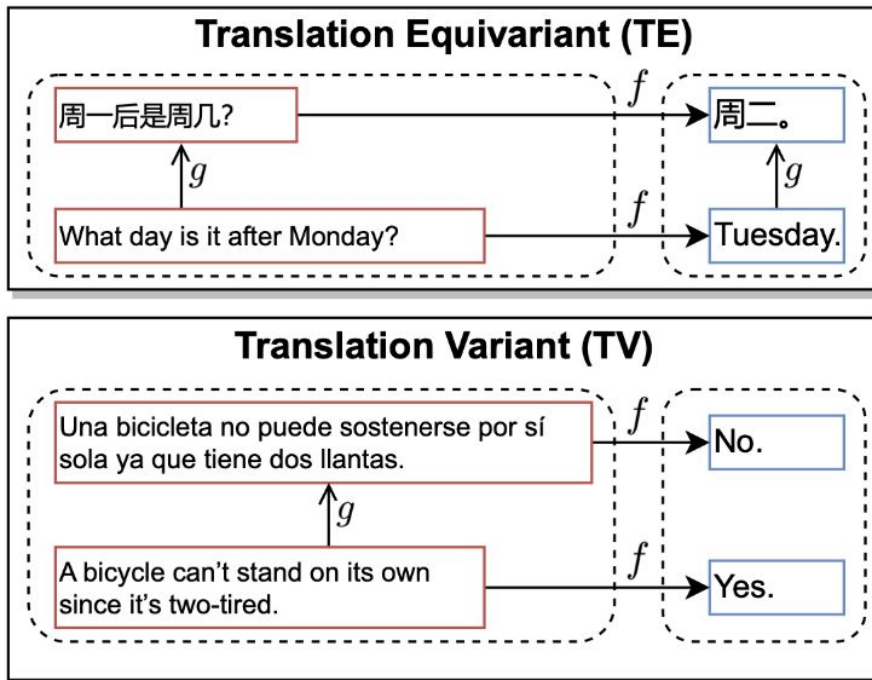 Translation Equivariant (TE)
周一后是周几?
f
周二。
g
g
What day is it after Monday?
f
Tuesday.
Translation Variant (TV)
Una bicicleta no puede sostenerse por sí
sola ya que tiene dos llantas.
f
No.
g
A bicycle can't stand on its own
since it's two-tired.
f
Yes.